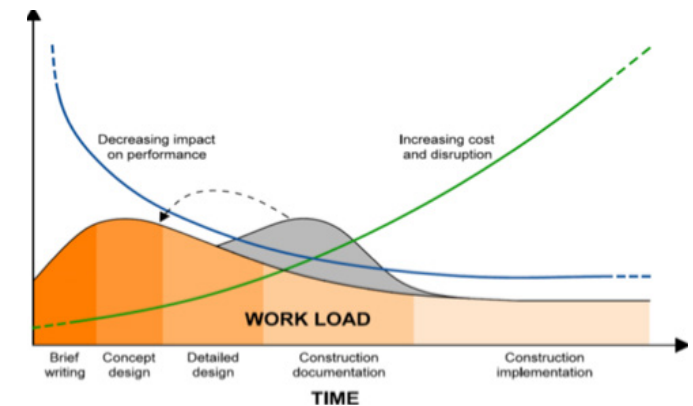 Decreasing impact
on performance
Increasing cost
and disruption
WORK LOAD
Brief
writing
Concept
design
Detailed
design
Construction
documentation
Construction
implementation
TIME